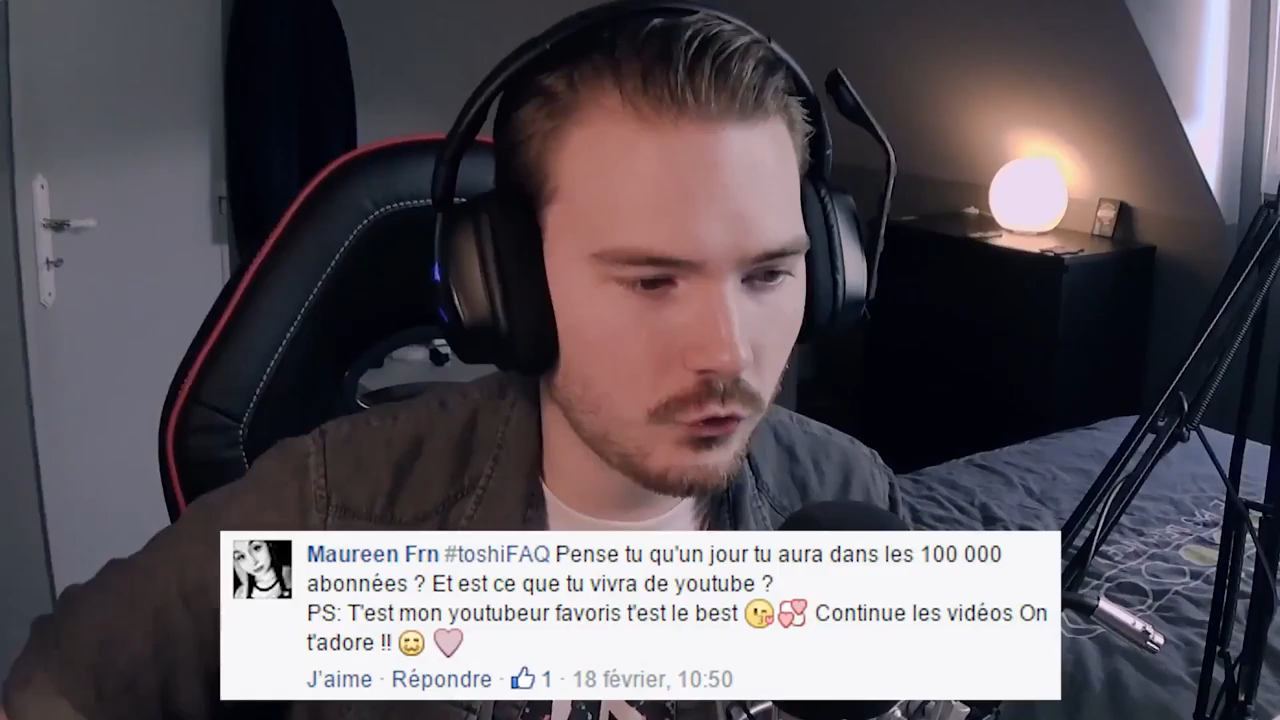 Maureen Frn #toshiFAQ Pense tu qu'un jour tu aura dans les 100 000
abonnées ? Et est ce que tu vivra de youtube ?
PS: T'est mon youtubeur favoris t'est le best 😘💞 Continue les vidéos On
t'adore !! 😊❤
J'aime · Répondre · 👍 1 · 18 février, 10:50